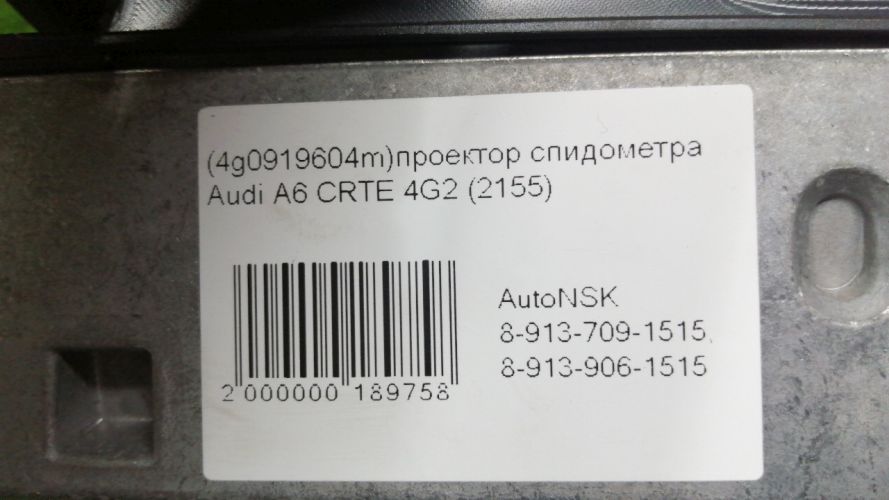 (4g0919604m)проектор спидометра
Audi A6 CRTE 4G2 (2155)
AutoNSK
8-913-709-1515,
8-913-906-1515
2 000000 189758